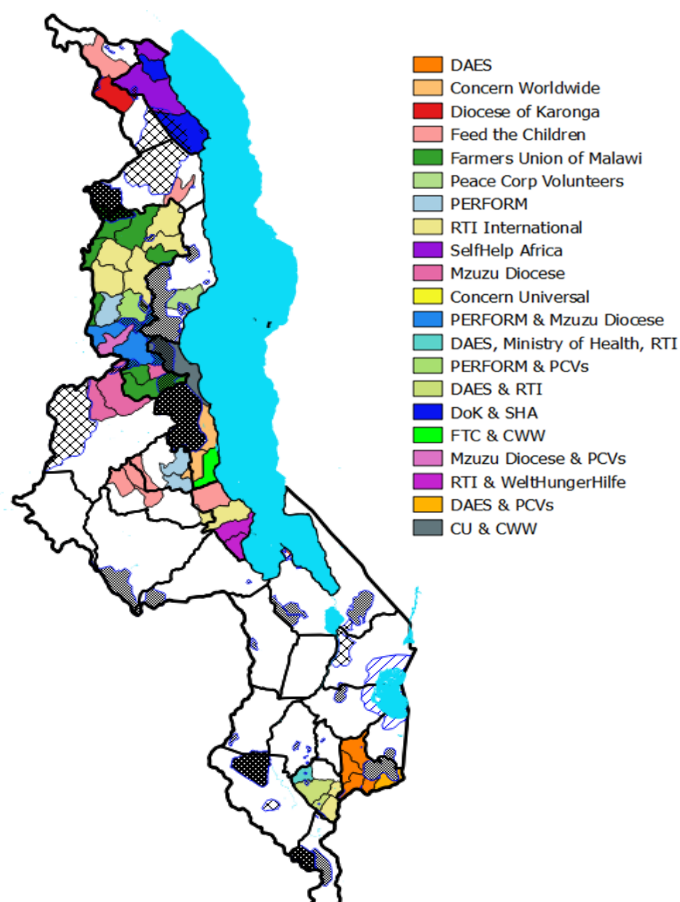 DAES
Concern Worldwide
Diocese of Karonga
Feed the Children
Farmers Union of Malawi
Peace Corp Volunteers
PERFORM
RTI International
SelfHelp Africa
Mzuzu Diocese
Concern Universal
PERFORM & Mzuzu Diocese
DAES, Ministry of Health, RTI
PERFORM & PCVs
DAES & RTI
DoK & SHA
FTC & CWW
Mzuzu Diocese & PCVs
RTI & WeltHungerHilfe
DAES & PCVs
CU & CWW